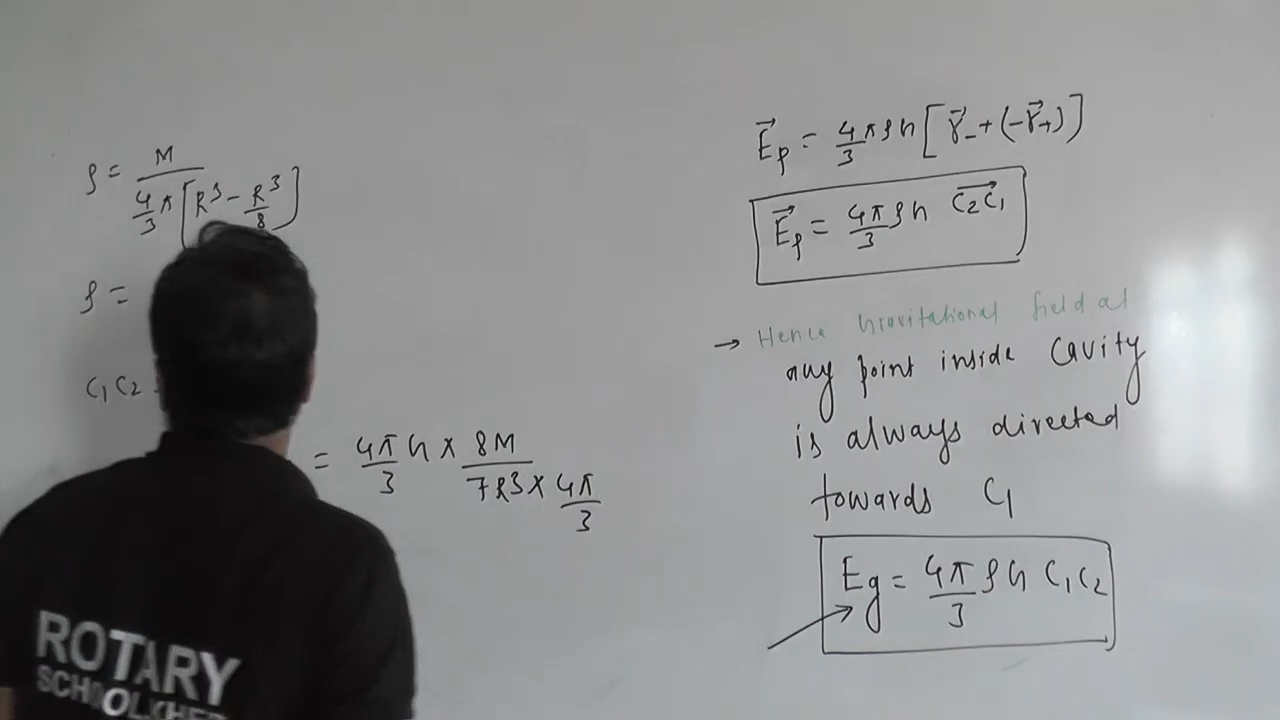 ρ = M / (4/3 π [R³ - R³/8])
ρ =
C₁C₂
= 4π/3 G × 8M / (7R³ × 4π/3)
E⃗p = 4/3 πρG [r⃗₋ + (-r⃗₊)]
E⃗p = 4π/3 ρG C₂C₁⃗
→ Hence Gravitational field at
any point inside Cavity
is always directed
towards C₁
Eg = 4π/3 ρG C₁C₂
ROTARY